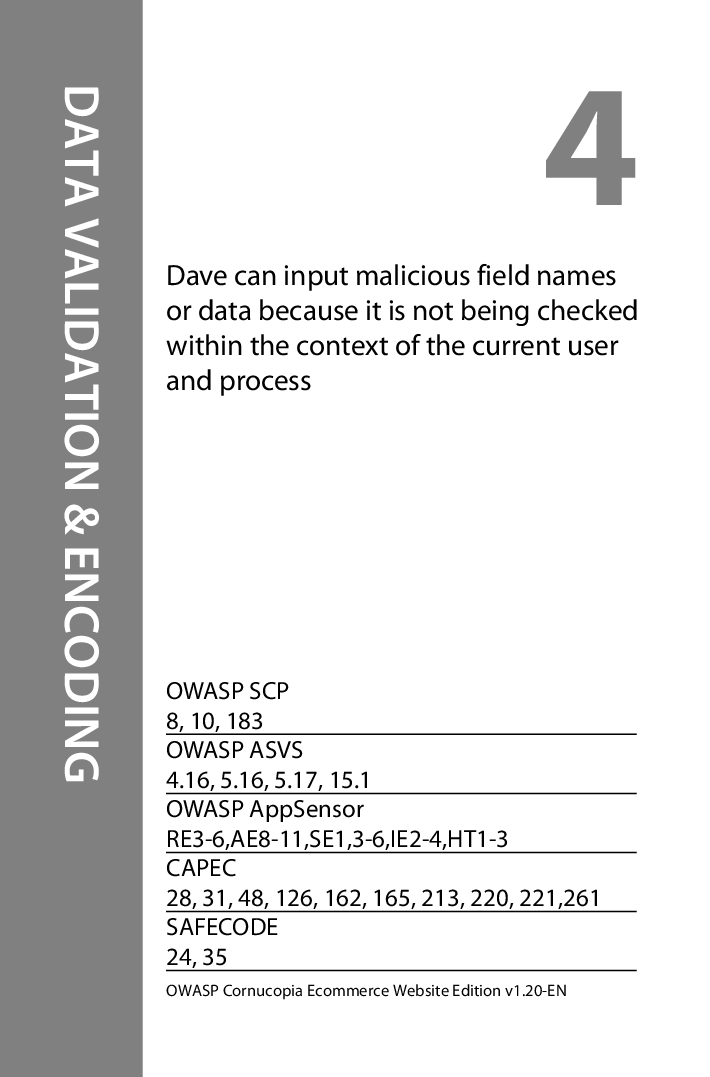 DATA VALIDATION & ENCODING
4
Dave can input malicious field names
or data because it is not being checked
within the context of the current user
and process
OWASP SCP
8, 10, 183
OWASP ASVS
4.16, 5.16, 5.17, 15.1
OWASP AppSensor
RE3-6,AE8-11,SE1,3-6,IE2-4,HT1-3
CAPEC
28, 31, 48, 126, 162, 165, 213, 220, 221,261
SAFECODE
24, 35
OWASP Cornucopia Ecommerce Website Edition v1.20-EN